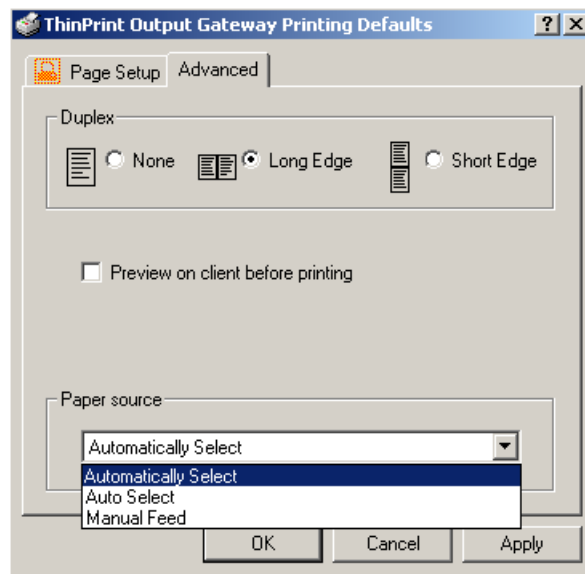 ThinPrint Output Gateway Printing Defaults
Page Setup Advanced
Duplex
None Long Edge Short Edge
Preview on client before printing
Paper source
Automatically Select
Automatically Select
Auto Select
Manual Feed
OK Cancel Apply